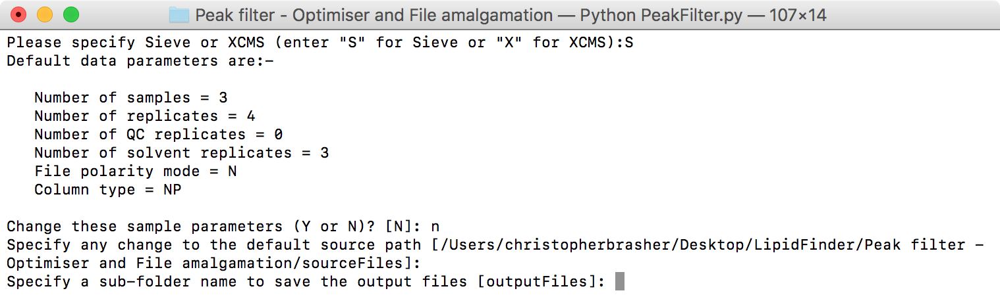 Peak filter - Optimiser and File amalgamation — Python PeakFilter.py — 107×14
Please specify Sieve or XCMS (enter "S" for Sieve or "X" for XCMS):S
Default data parameters are:-
Number of samples = 3
Number of replicates = 4
Number of QC replicates = 0
Number of solvent replicates = 3
File polarity mode = N
Column type = NP
Change these sample parameters (Y or N)? [N]: n
Specify any change to the default source path [/Users/christopherbrasher/Desktop/LipidFinder/Peak filter -
Optimiser and File amalgamation/sourceFiles]:
Specify a sub-folder name to save the output files [outputFiles]: